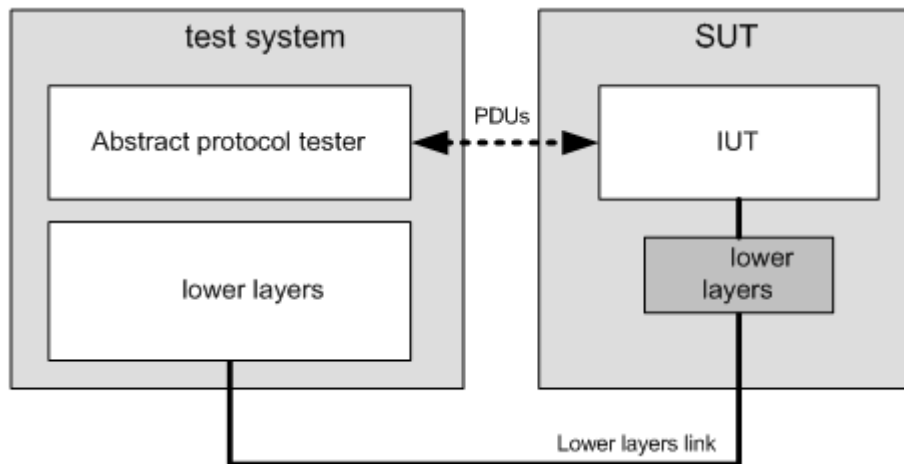 test system
SUT
Abstract protocol tester
PDUs
IUT
lower layers
lower
layers
Lower layers link